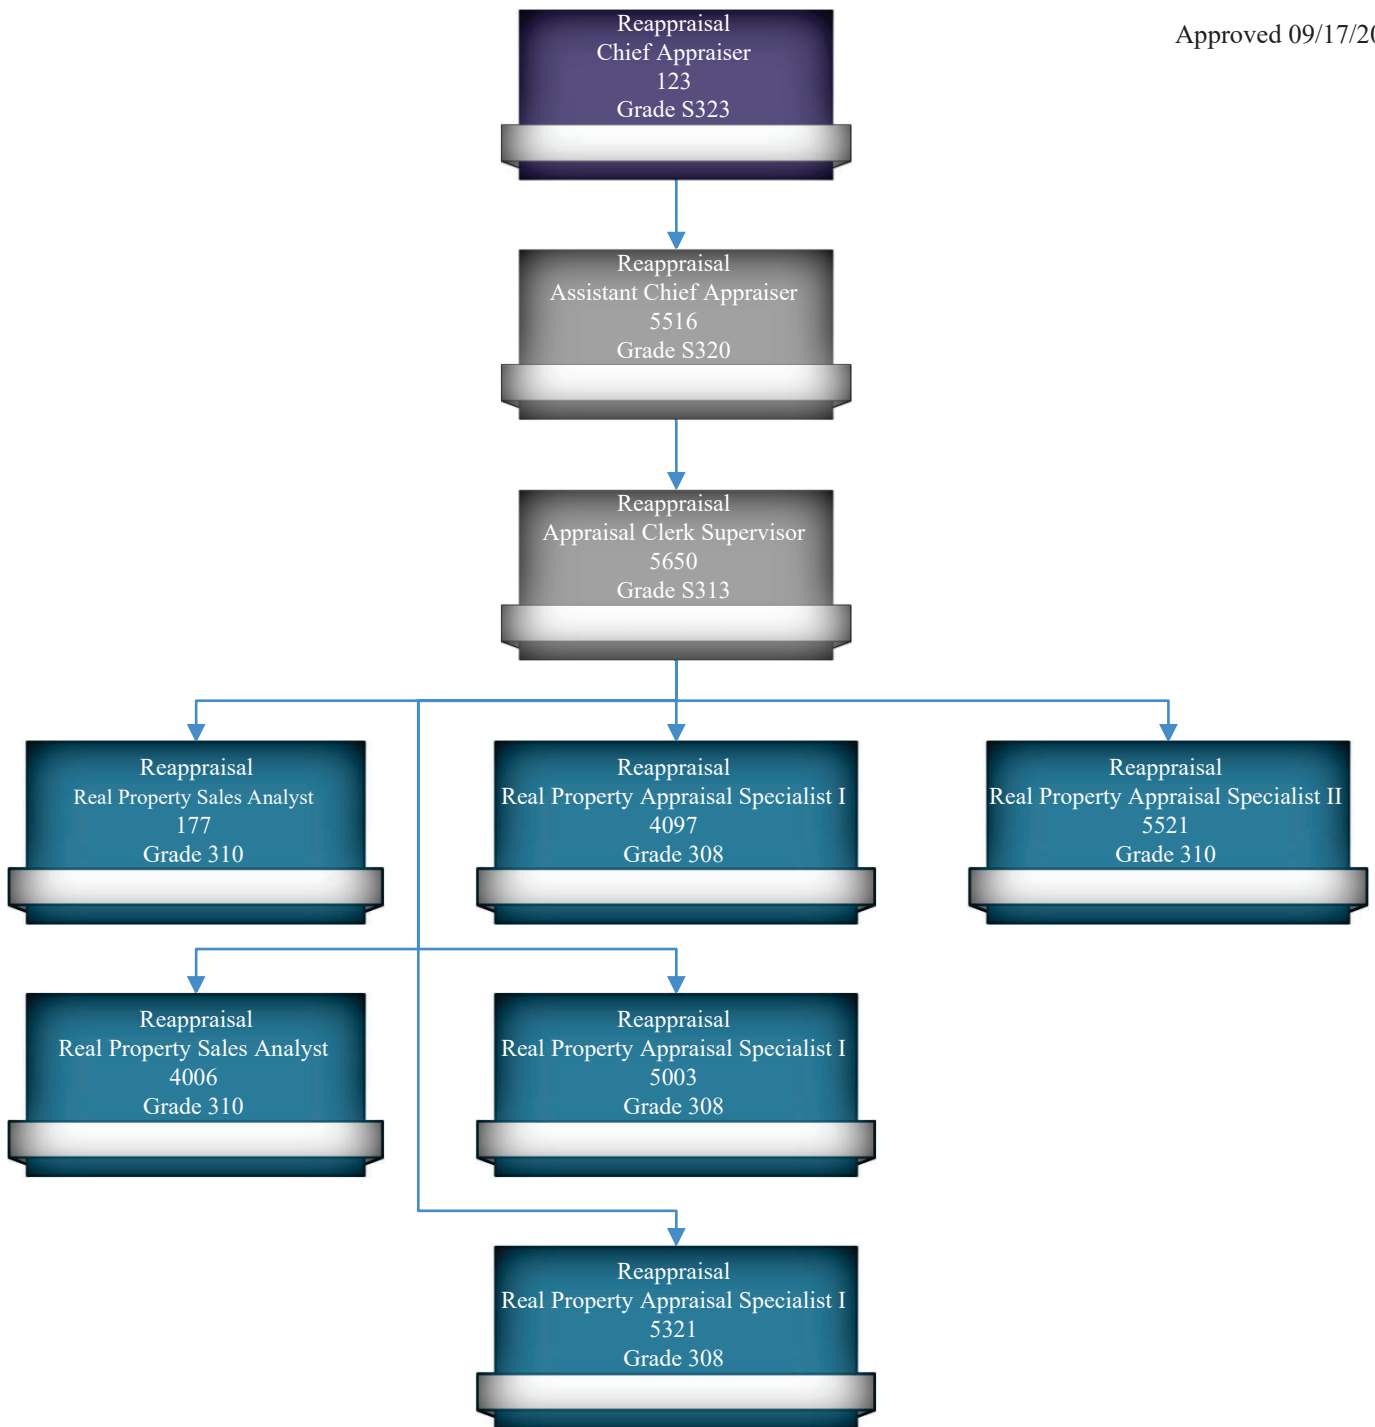 Reappraisal
Chief Appraiser
123
Grade S323
Approved 09/17/20
Reappraisal
Assistant Chief Appraiser
5516
Grade S320
Reappraisal
Appraisal Clerk Supervisor
5650
Grade S313
Reappraisal
Real Property Sales Analyst
177
Grade 310
Reappraisal
Real Property Appraisal Specialist I
4097
Grade 308
Reappraisal
Real Property Appraisal Specialist II
5521
Grade 310
Reappraisal
Real Property Sales Analyst
4006
Grade 310
Reappraisal
Real Property Appraisal Specialist I
5003
Grade 308
Reappraisal
Real Property Appraisal Specialist I
5321
Grade 308